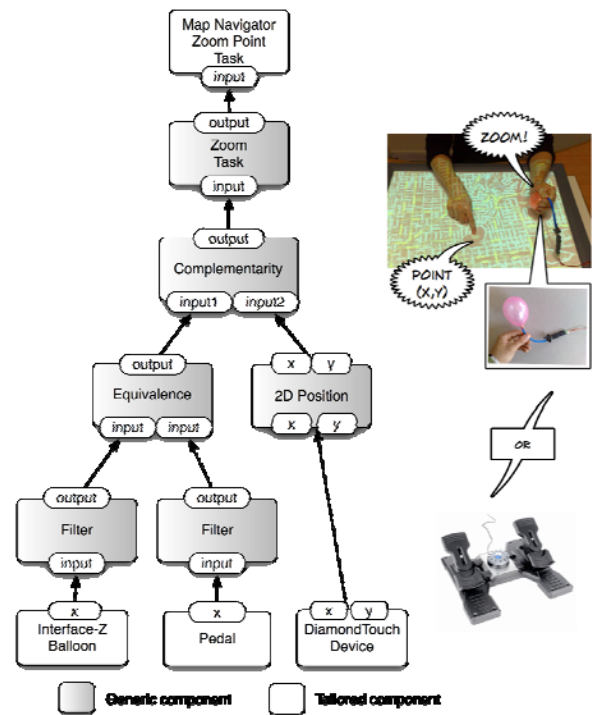 Map Navigator
Zoom Point
Task
input
output
Zoom
Task
input
output
Complementarity
input1 input2
output
Equivalence
input input
x y
2D Position
x y
output
Filter
input
output
Filter
input
x
Interface-Z
Balloon
x
Pedal
x y
DiamondTouch
Device
Generic component
Tailored component
ZOOM!
POINT
(X,Y)
OR